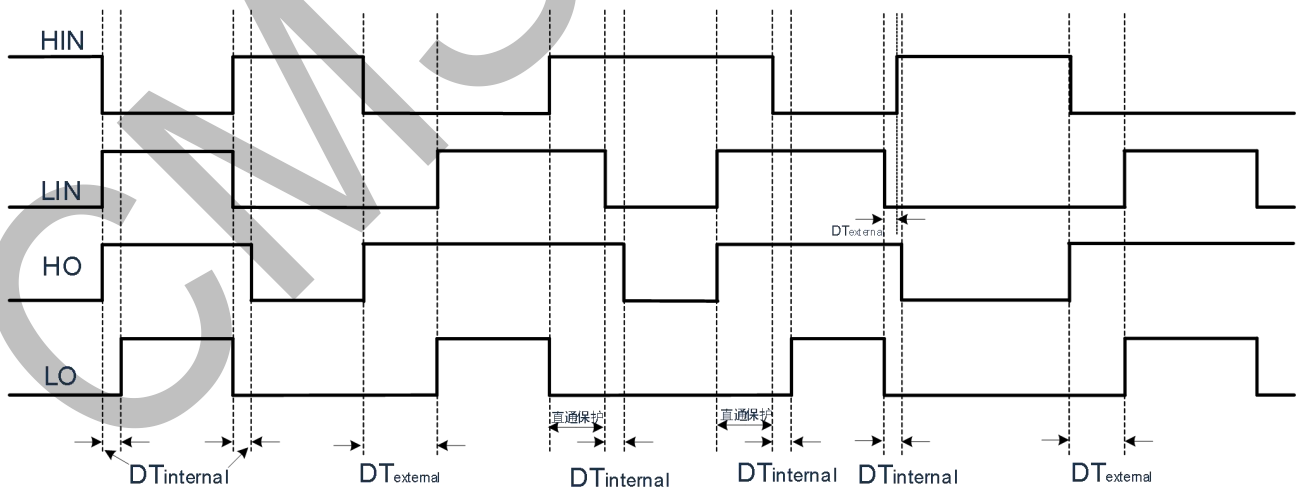 HIN
LIN
DTexternal
HO
LO
直通保护 直通保护
DTinternal DTexternal DTinternal DTinternal DTinternal DTexternal